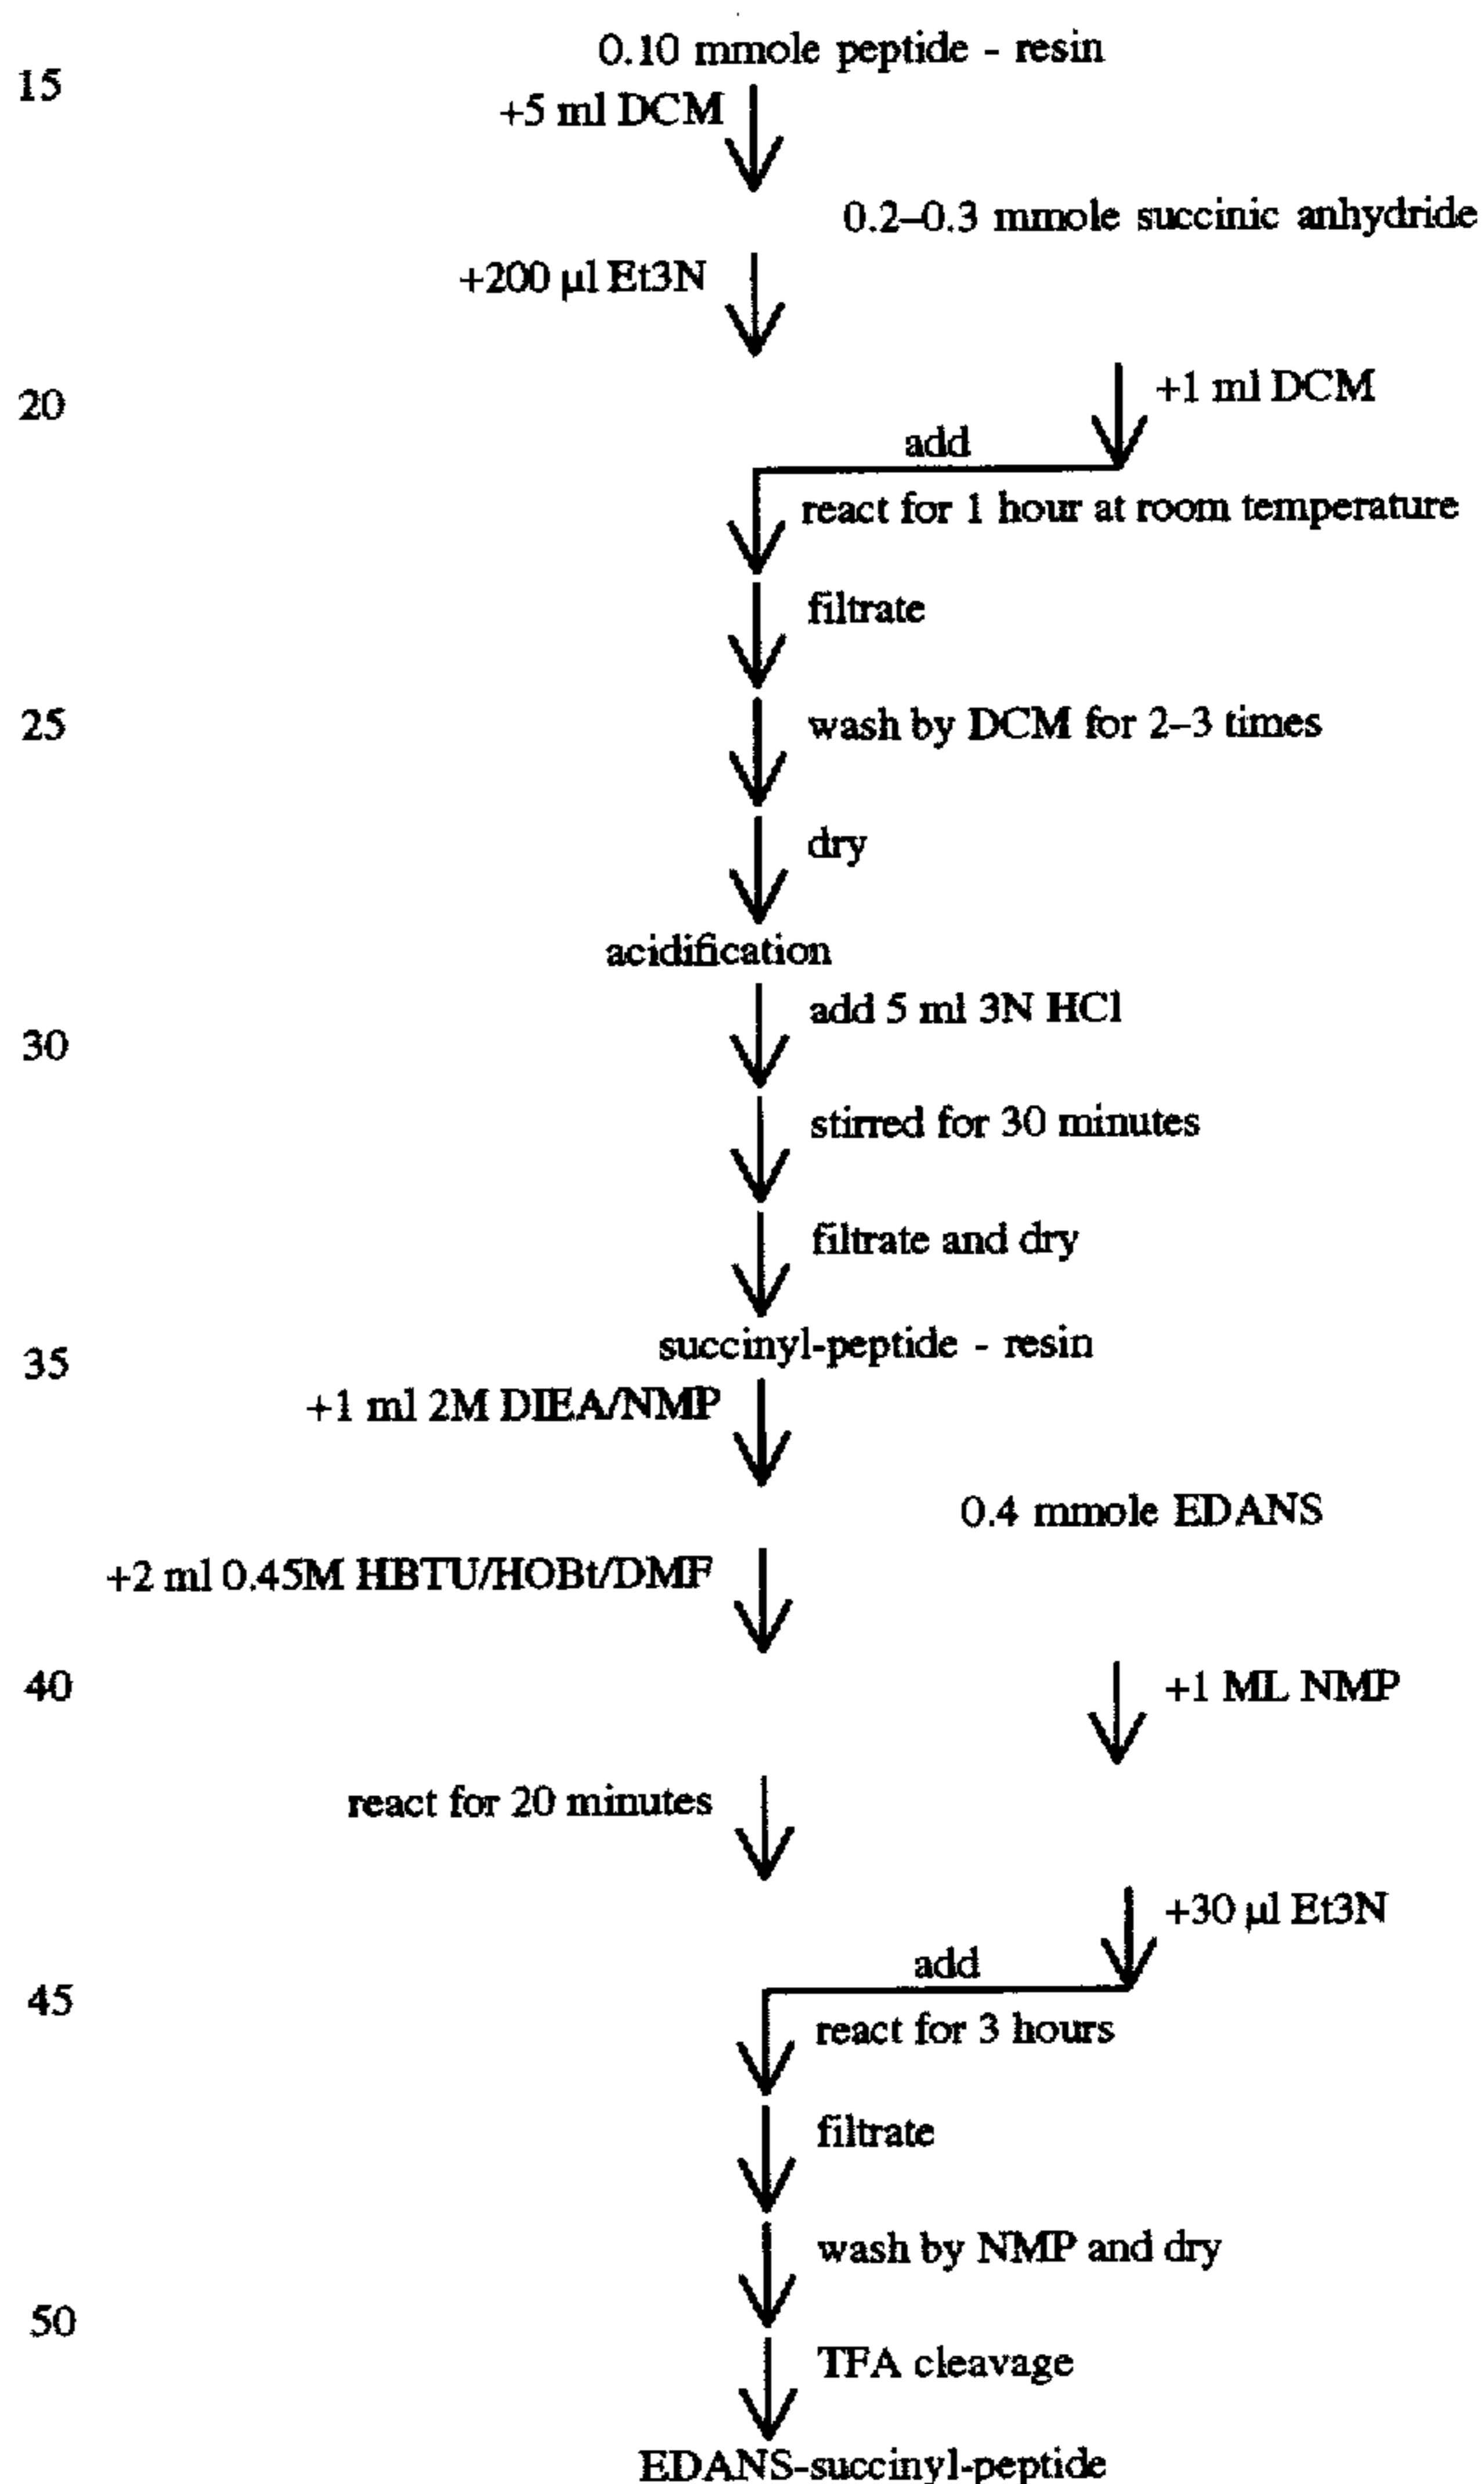 0.10 mmole peptide - resin
15
+5 ml DCM
0.2–0.3 mmole succinic anhydride
+200 µl Et3N
20
+1 ml DCM
add
react for 1 hour at room temperature
filtrate
25
wash by DCM for 2–3 times
dry
acidification
add 5 ml 3N HCl
30
stirred for 30 minutes
filtrate and dry
succinyl-peptide - resin
35
+1 ml 2M DIEA/NMP
0.4 mmole EDANS
+2 ml 0.45M HBTU/HOBt/DMF
40
+1 ML NMP
react for 20 minutes
+30 µl Et3N
add
45
react for 3 hours
filtrate
wash by NMP and dry
50
TFA cleavage
EDANS-succinyl-peptide